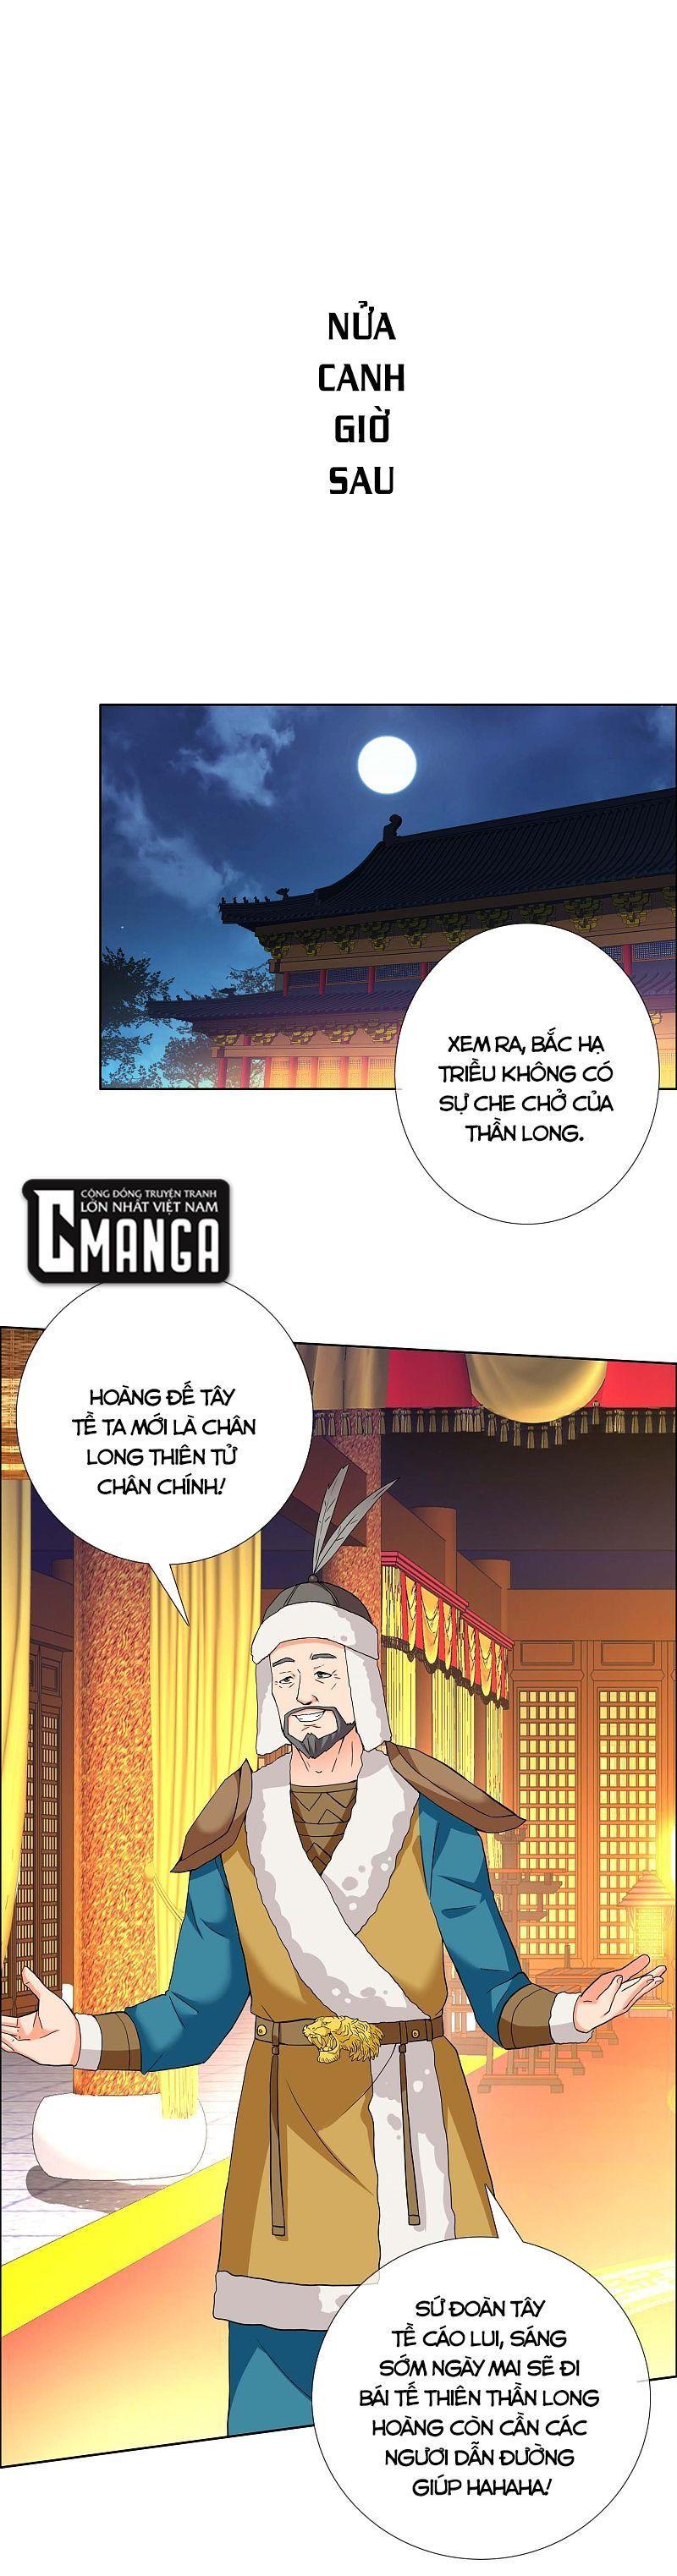 NỬA
CANH
GIỜ
SAU
XEM RA, BẮC HẠ
TRIỀU KHÔNG CÓ
SỰ CHE CHỞ CỦA
THẦN LONG.
CỘNG ĐỒNG TRUYỆN TRANH
LỚN NHẤT VIỆT NAM
CMANGA
HOÀNG ĐẾ TÂY
TỀ TA MỚI LÀ CHÂN
LONG THIÊN TỬ
CHÂN CHÍNH!
SỨ ĐOÀN TÂY
TỀ CÁO LUI, SÁNG
SỚM NGÀY MAI SẼ ĐI
BÁI TẾ THIÊN THẦN LONG
HOÀNG CÒN CẦN CÁC
NGƯƠI DẪN ĐƯỜNG
GIÚP HAHAHA!